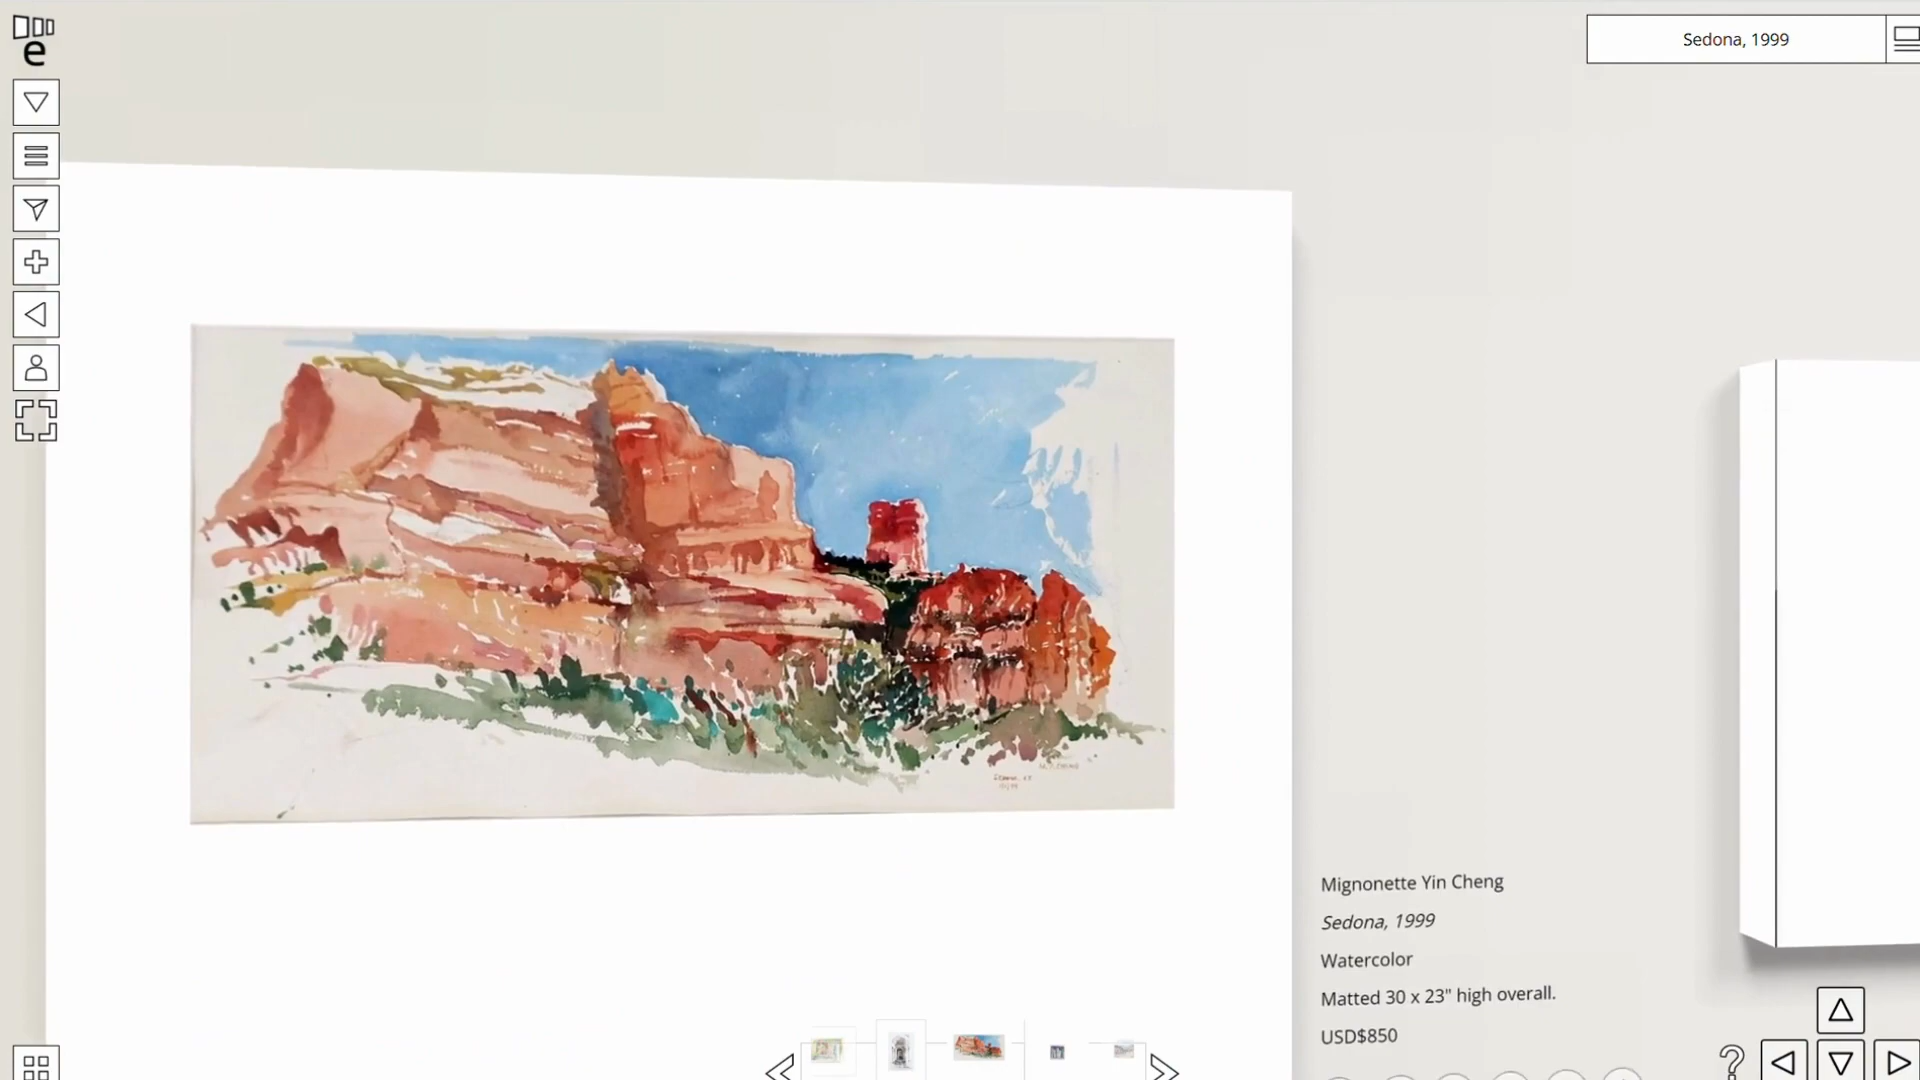 e
Sedona, 1999
Mignonette Yin Cheng
Sedona, 1999
Watercolor
Matted 30 x 23" high overall.
USD$850
?